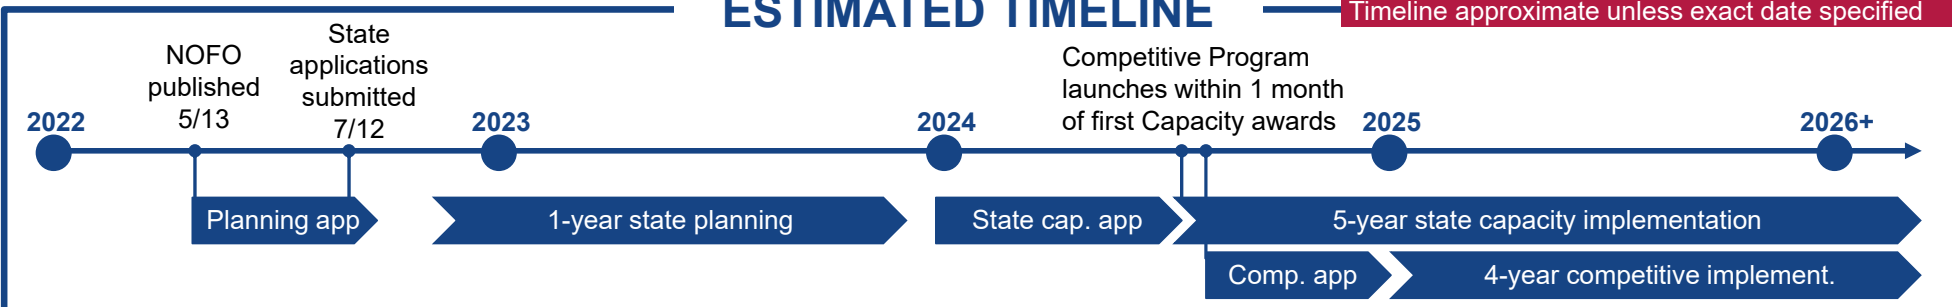 ESTIMATED TIMELINE
Timeline approximate unless exact date specified
NOFO
published
5/13
State
applications
submitted
7/12
Competitive Program
launches within 1 month
of first Capacity awards
2022
2023
2024
2025
2026+
Planning app
1-year state planning
State cap. app
5-year state capacity implementation
Comp. app
4-year competitive implement.